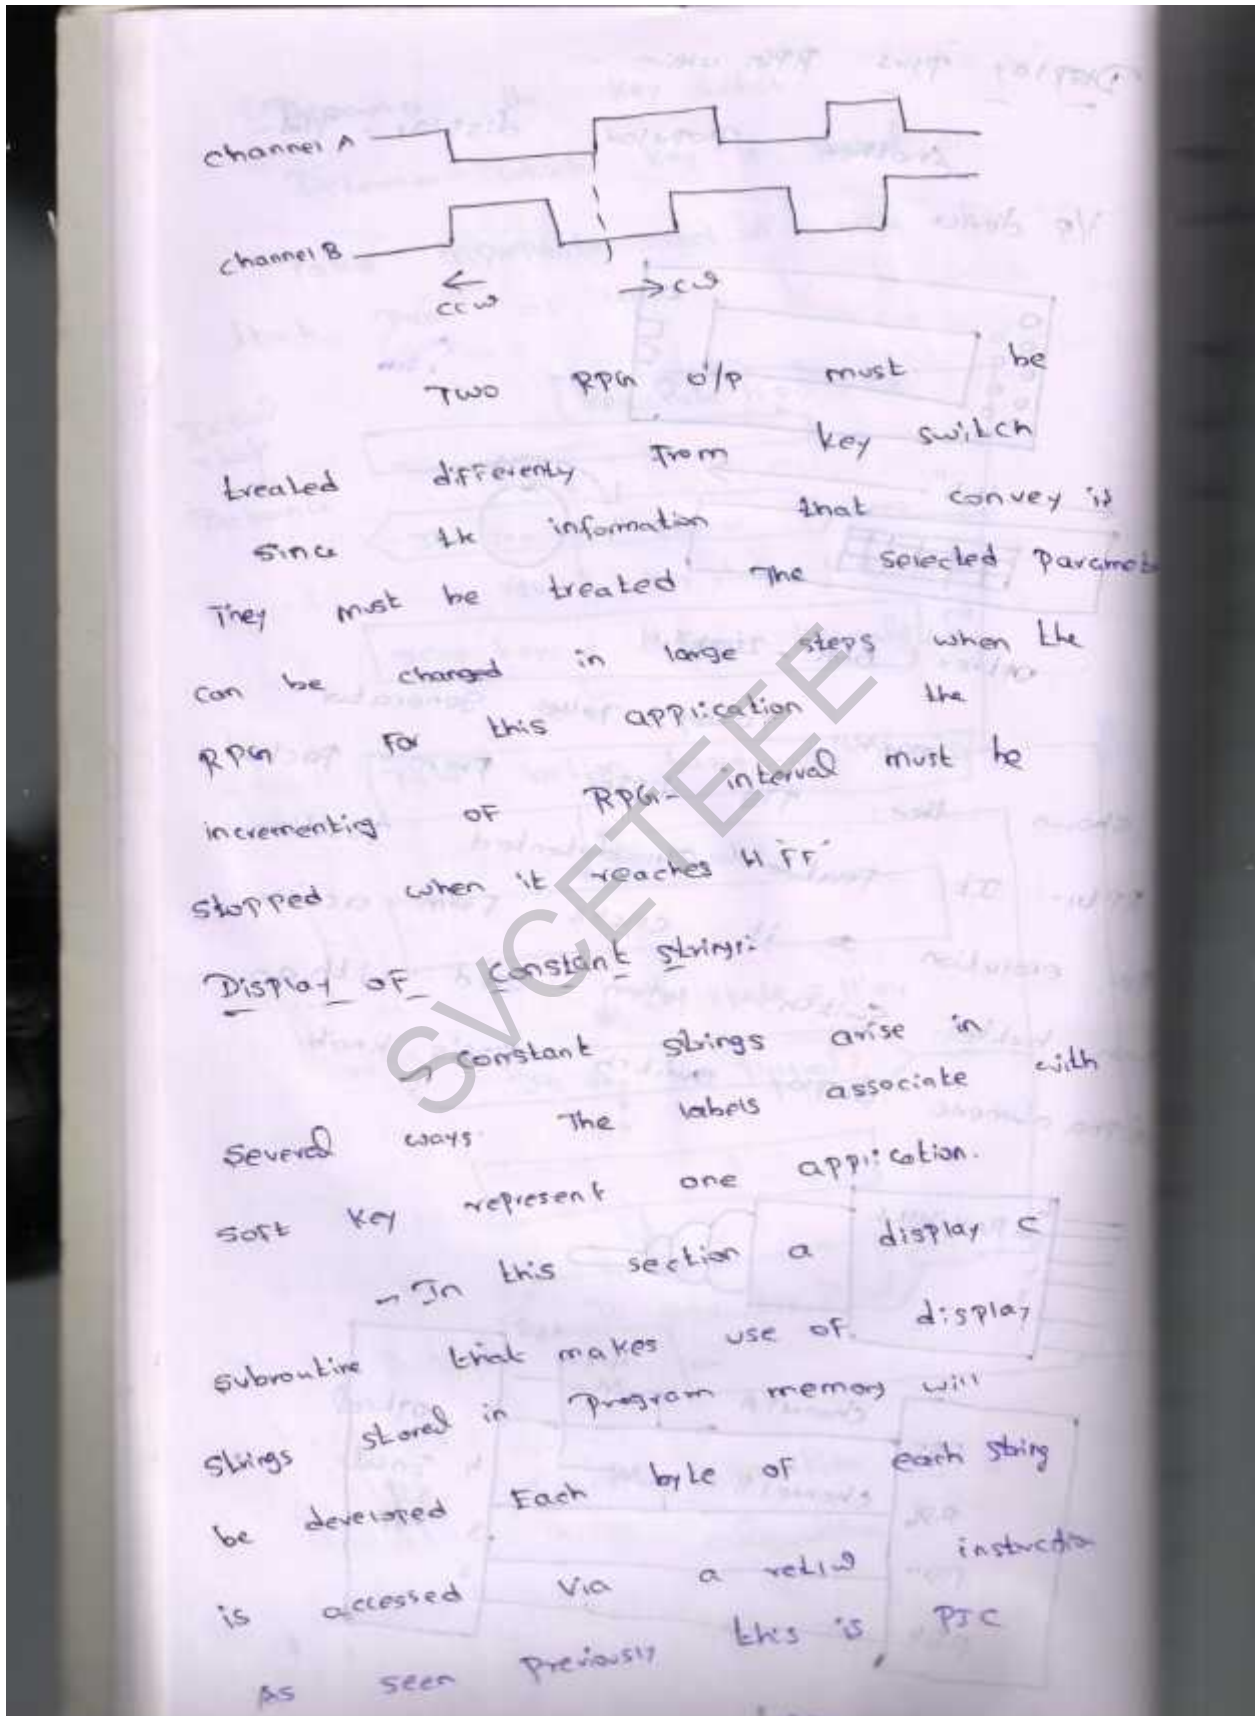 Channel A
Channel B
CCW
CW
Two RPG o/p must be
treated differenty from key switch
since the information that convey is
They must be treated The selected Paramet
can be changed in large steps when the
RPG For this application the
incrementig of RPG- interval must be
stopped when it reaches H'FF'
Display of Constant strings:
→ constant strings arise in
several ways. The labels associate with
soft key represent one application.
- In this section a display C
subroutine that makes use of display
strings stored in Program memory will
be developed Each byte of each string
is accessed via a retlw instruction
As seen previously this is PIC
SVCETEEE